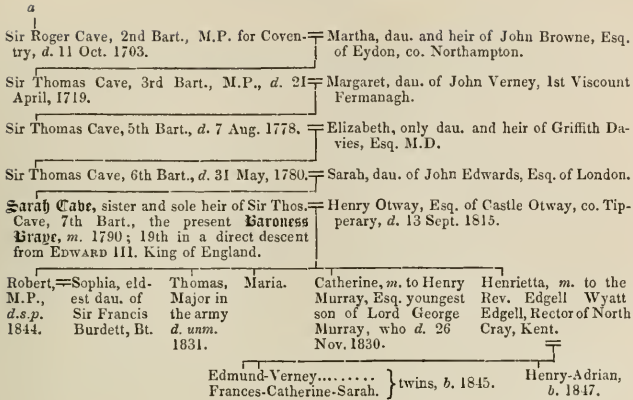 a
Sir Roger Cave, 2nd Bart., M.P. for Coven-
try, d. 11 Oct. 1703.
Martha, dau. and heir of John Browne, Esq.
of Eydon, co. Northampton.
Sir Thomas Cave, 3rd Bart., M.P., d. 21
April, 1719.
Margaret, dau. of John Verney, 1st Viscount
Fermanagh.
Sir Thomas Cave, 5th Bart., d. 7 Aug. 1778.
Elizabeth, only dau. and heir of Griffith Da-
vies, Esq. M.D.
Sir Thomas Cave, 6th Bart., d. 31 May, 1780.
Sarah, dau. of John Edwards, Esq. of London.
Sarah Cave, sister and sole heir of Sir Thos.
Cave, 7th Bart., the present Baroness
Braye, m. 1790; 19th in a direct descent
from EDWARD III. King of England.
Henry Otway, Esq. of Castle Otway, co. Tip-
perary, d. 13 Sept. 1815.
Robert,
M.P.,
d.s.p.
1844.
Sophia, eld-
est dau. of
Sir Francis
Burdett, Bt.
Thomas,
Major in
the army
d. unm.
1831.
Maria.
Catherine, m. to Henry
Murray, Esq. youngest
son of Lord George
Murray, who d. 26
Nov. 1830.
Henrietta, m. to the
Rev. Edgell Wyatt
Edgell, Rector of North
Cray, Kent.
Edmund-Verney.........
Frances-Catherine-Sarah.
} twins, b. 1845.
Henry-Adrian,
b. 1847.